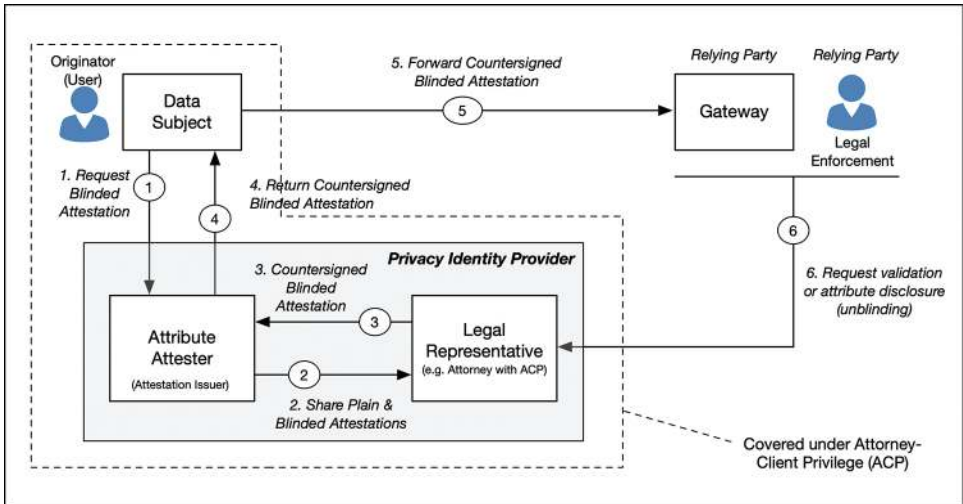 Originator
(User)
Data
Subject
5. Forward Countersigned
Blinded Attestation
5
Relying Party
Gateway
Relying Party
Legal
Enforcement
1. Request
Blinded
Attestation
1
4
4. Return Countersigned
Blinded Attestation
6
6. Request validation
or attribute disclosure
(unblinding)
Privacy Identity Provider
3. Countersigned
Blinded
Attestation
3
Attribute
Attester
(Attestation Issuer)
Legal
Representative
(e.g. Attorney with ACP)
2
2. Share Plain &
Blinded Attestations
Covered under Attorney-
Client Privilege (ACP)